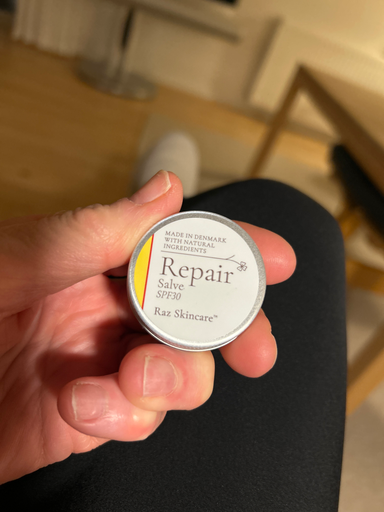 MADE IN DENMARK
WITH NATURAL
INGREDIENTS
Repair
Salve
SPF30
Raz Skincare™